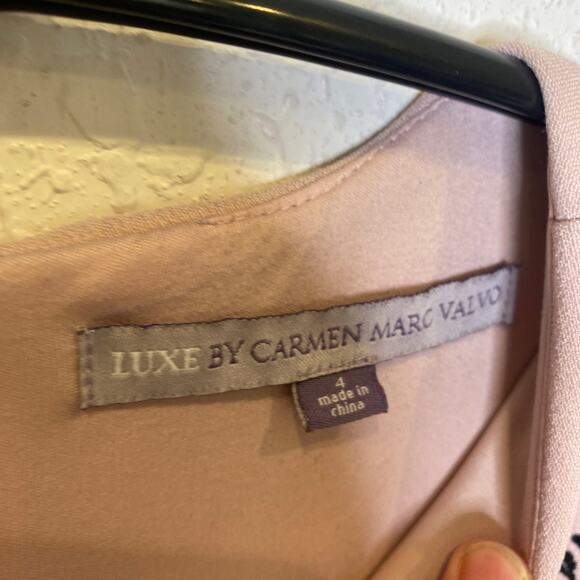 LUXE BY CARMEN MARC VALVO
4
made in
china